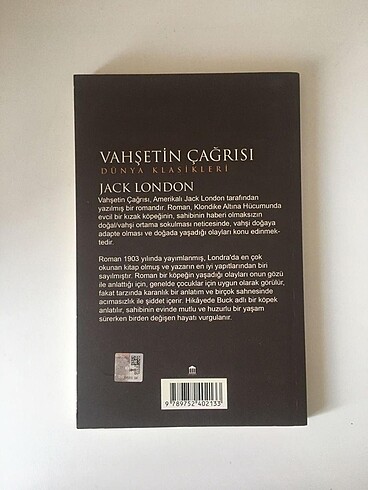 VAHŞETİN ÇAĞRISI
DÜNYA KLASİKLERİ
JACK LONDON
Vahşetin Çağrısı, Amerikalı Jack London tarafından
yazılmış bir romandır. Roman, Klondike Altına Hücumunda
evcil bir kızak köpeğinin, sahibinin haberi olmaksızın
doğal/vahşi ortama sokulması neticesinde, vahşi doğaya
adapte olması ve doğada yaşadığı olayları konu edinmek-
tedir.
Roman 1903 yılında yayımlanmış, Londra'da en çok
okunan kitap olmuş ve yazarın en iyi yapıtlarından biri
sayılmıştır. Roman bir köpeğin yaşadığı olayları onun gözü
ile anlattığı için, genelde çocuklar için uygun olarak görülür,
fakat tarzında karanlık bir anlatım ve birçok sahnesinde
acımasızlık ile şiddet içerir. Hikâyede Buck adlı bir köpek
anlatılır, sahibinin evinde mutlu ve huzurlu bir yaşam
sürerken birden değişen hayatı vurgulanır.
9 789752 402133